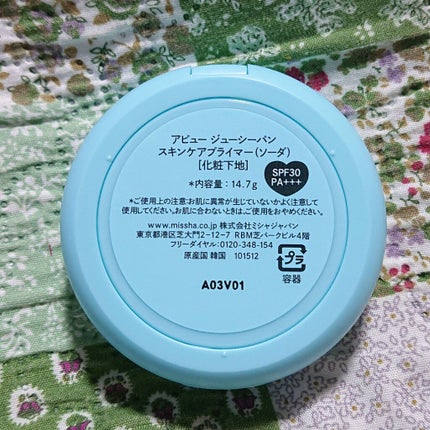 アピュー ジューシーパン
スキンケアプライマー(ソーダ)
[化粧下地]
*内容量:14.7g
SPF30
PA+++
*ご使用上の注意:お肌に異常が生じていないかよく注意して
使用してください。お肌に合わないときは、ご使用をおやめください。
www.missha.co.jp 株式会社ミシャジャパン
東京都港区芝大門2-12-7 RBM芝パークビル4階
フリーダイヤル:0120-348-154
原産国 韓国 101512
プラ
容器
A03V01